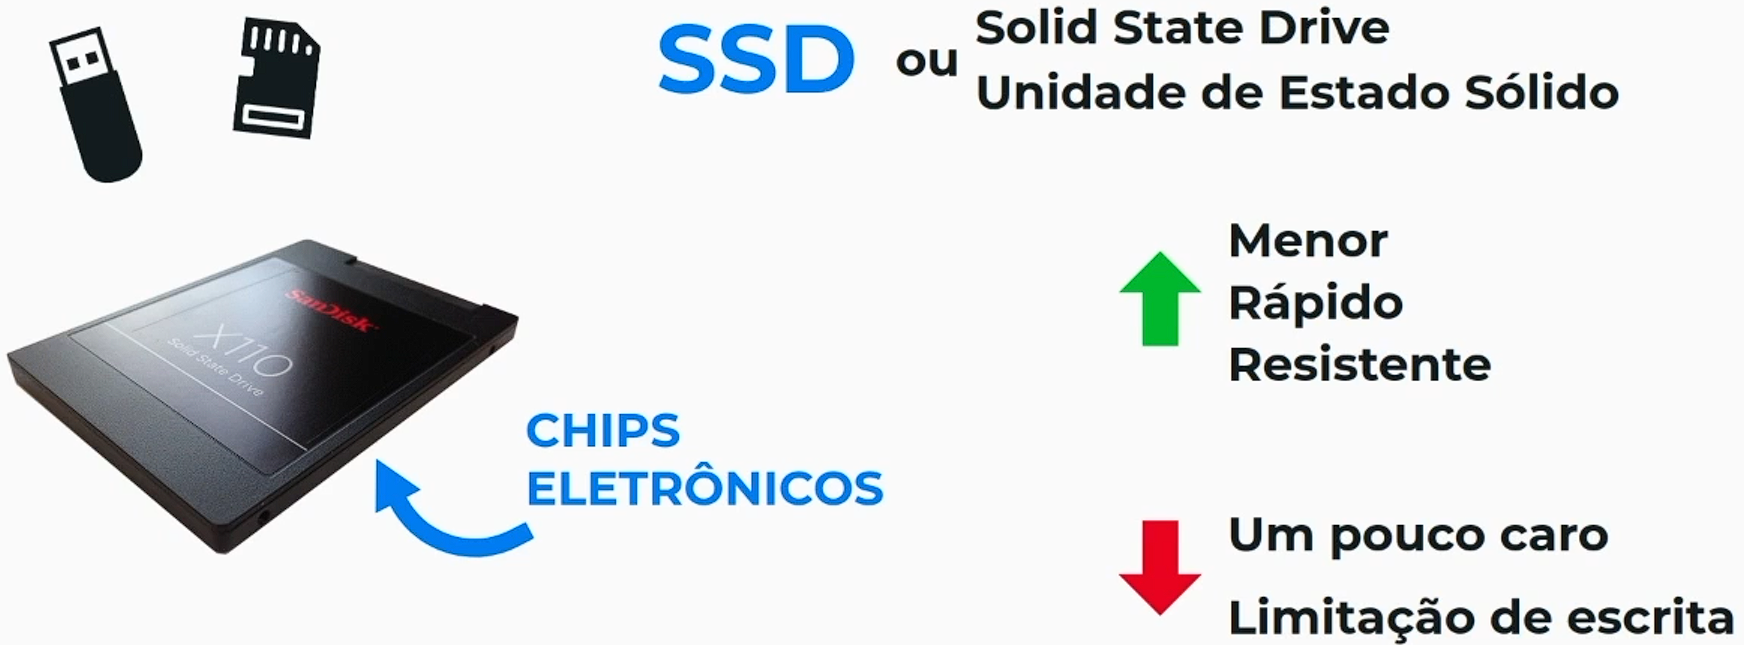 SSD ou
Solid State Drive
Unidade de Estado Sólido
SanDisk
X110
Solid State Drive
CHIPS
ELETRÔNICOS
Menor
Rápido
Resistente
Um pouco caro
Limitação de escrita